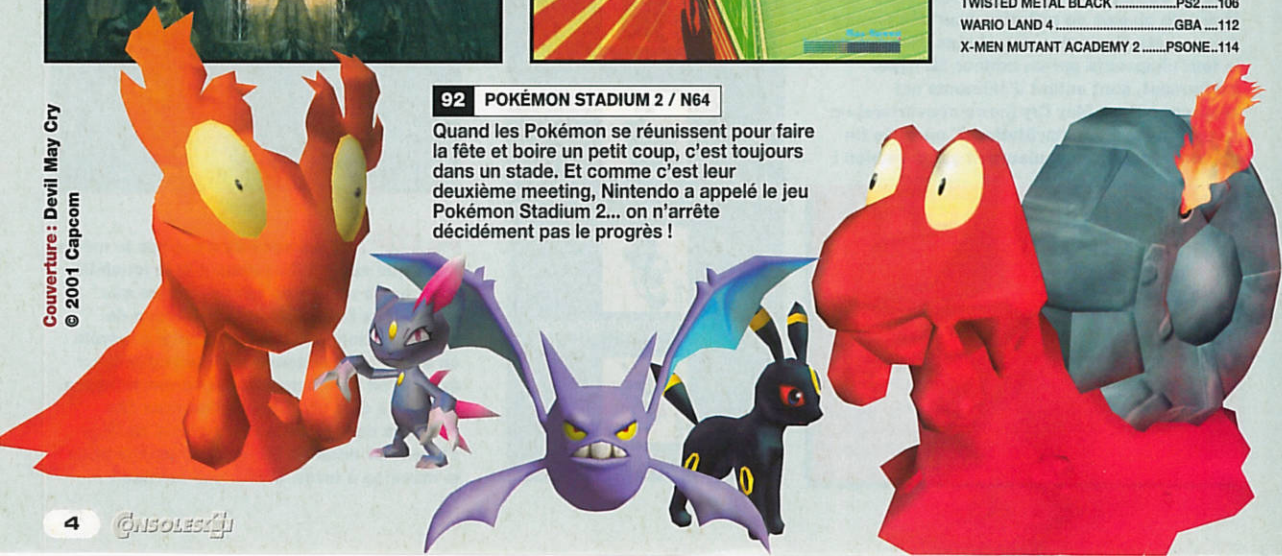 TWISTED METAL BLACK ..................PS2.....106
WARIO LAND 4 ...........................................GBA ....112
X-MEN MUTANT ACADEMY 2 .......PSONE..114
92 POKÉMON STADIUM 2 / N64
Quand les Pokémon se réunissent pour faire
la fête et boire un petit coup, c'est toujours
dans un stade. Et comme c'est leur
deuxième meeting, Nintendo a appelé le jeu
Pokémon Stadium 2... on n'arrête
décidément pas le progrès !
Couverture : Devil May Cry
© 2001 Capcom
4